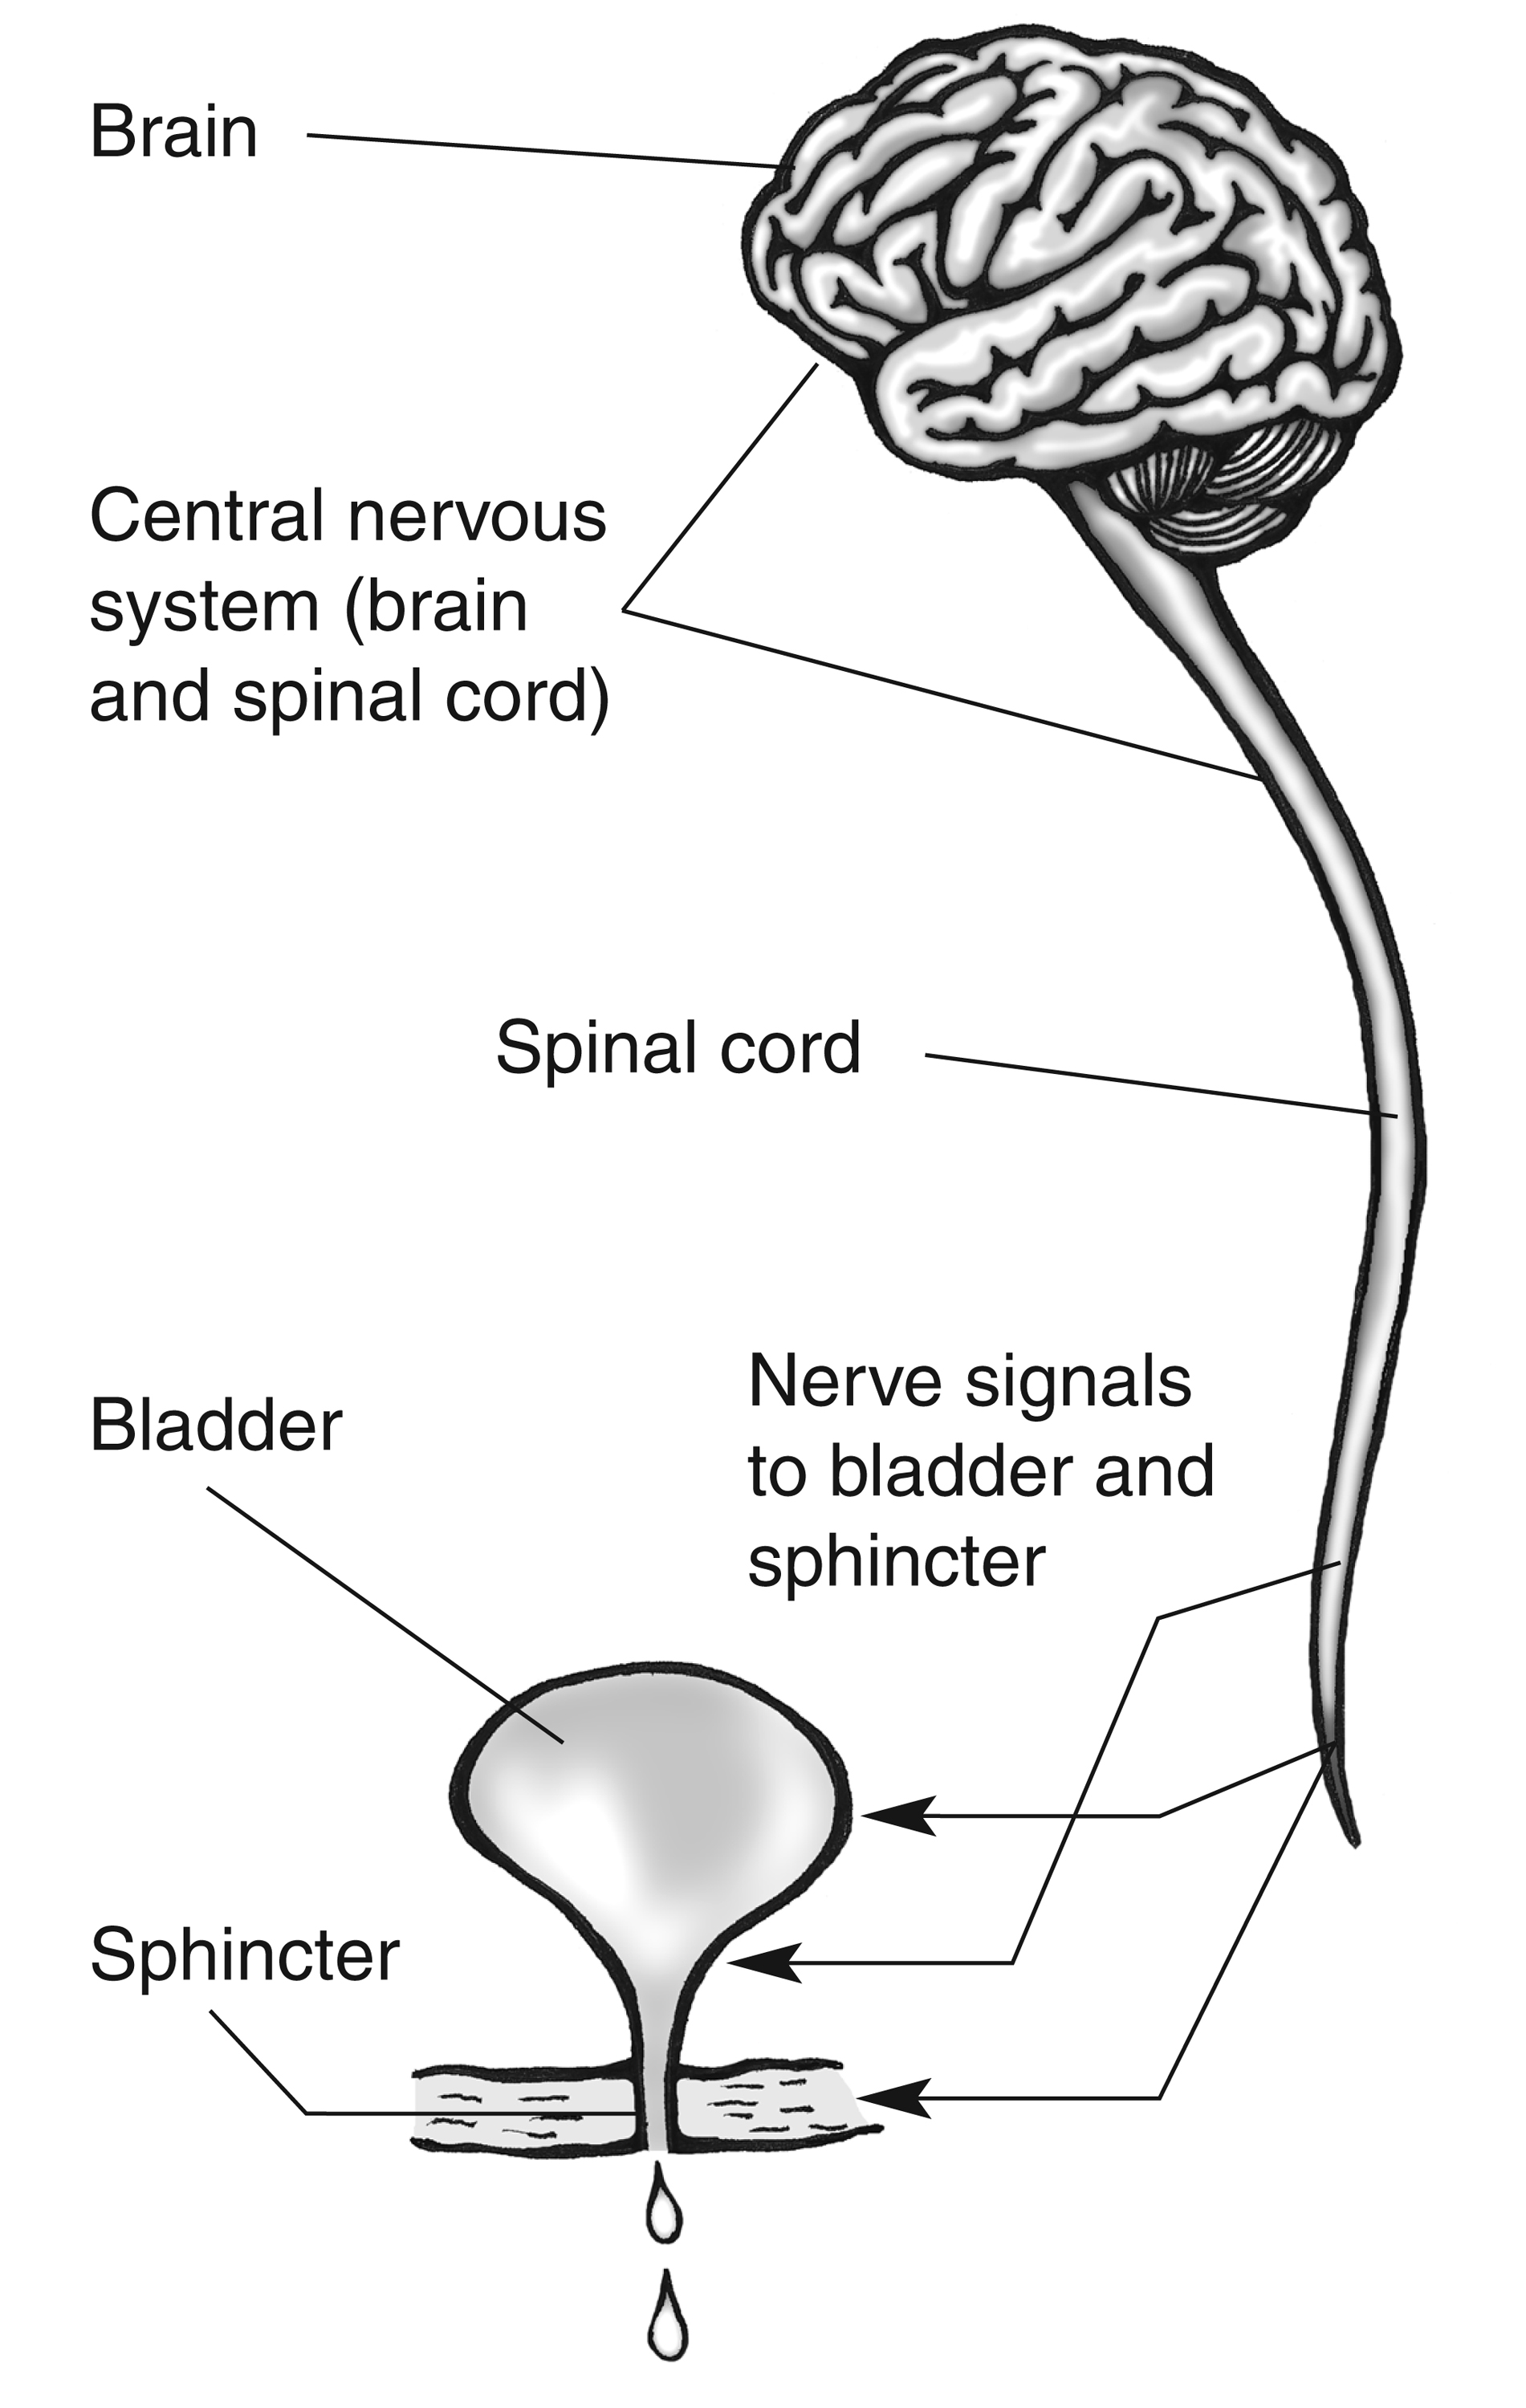 Brain
Central nervous
system (brain
and spinal cord)
Spinal cord
Nerve signals
to bladder and
sphincter
Bladder
Sphincter